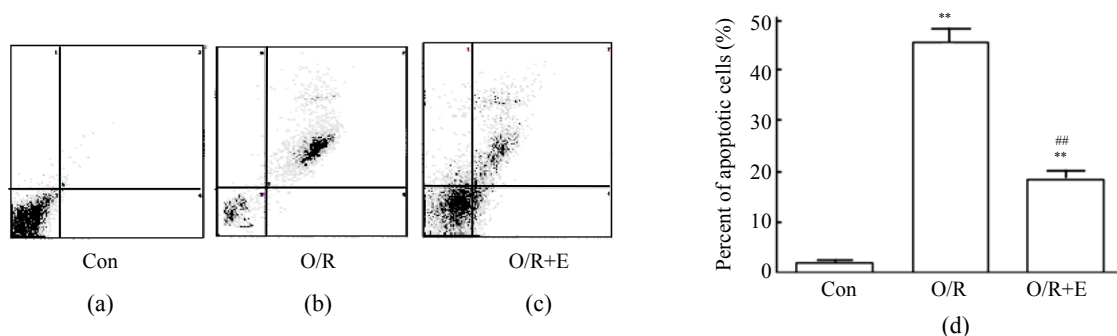 Con
(a)
O/R
(b)
O/R+E
(c)
Percent of apoptotic cells (%)
50
40
30
20
10
0
**
##
**
Con
O/R
O/R+E
(d)